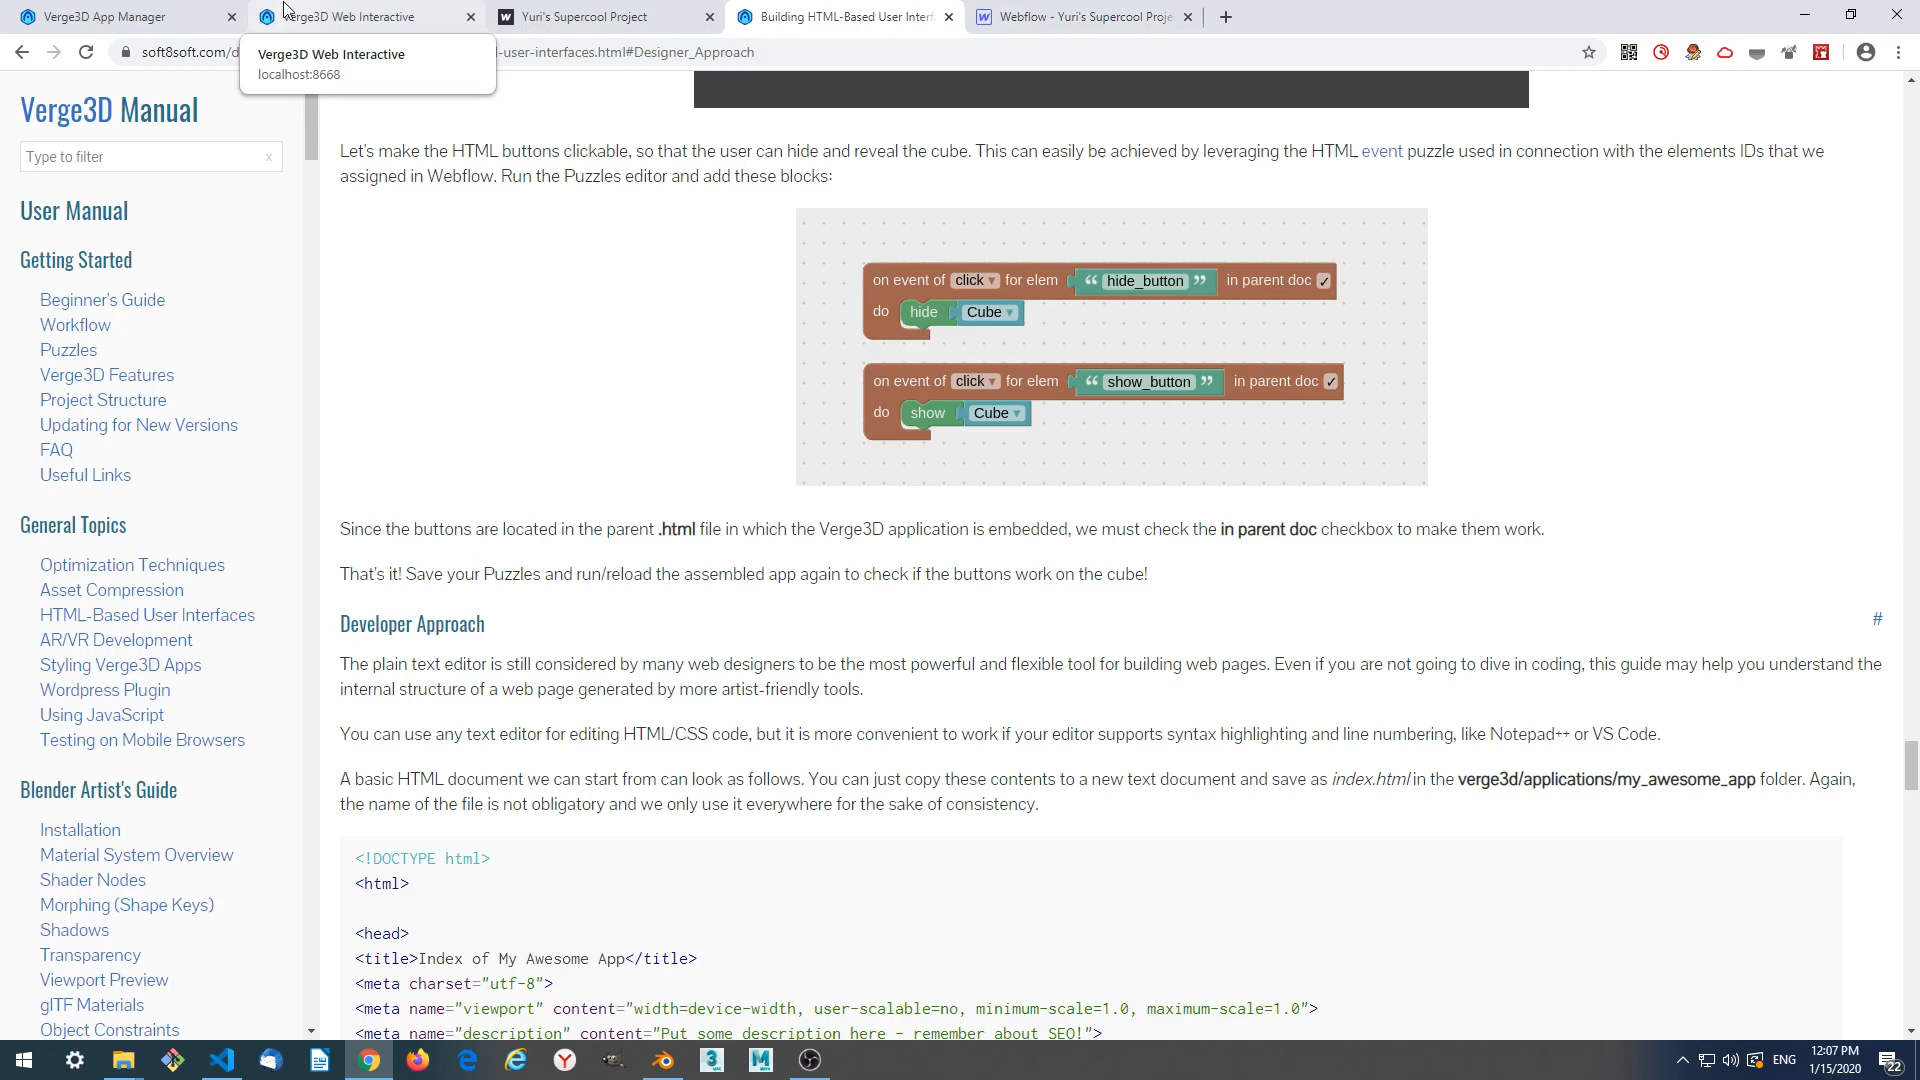 Verge3D App Manager
erge3D Web Interactive
Yuri's Supercool Project
Building HTML-Based User Interf
Webflow - Yuri's Supercool Proje
soft8soft.com/d
l-user-interfaces.html#Designer_Approach
Verge3D Web Interactive
localhost:8668
Verge3D Manual
Type to filter
x
User Manual
Getting Started
Beginner's Guide
Workflow
Puzzles
Verge3D Features
Project Structure
Updating for New Versions
FAQ
Useful Links
General Topics
Optimization Techniques
Asset Compression
HTML-Based User Interfaces
AR/VR Development
Styling Verge3D Apps
Wordpress Plugin
Using JavaScript
Testing on Mobile Browsers
Blender Artist's Guide
Installation
Material System Overview
Shader Nodes
Morphing (Shape Keys)
Shadows
Transparency
Viewport Preview
glTF Materials
Object Constraints
Let's make the HTML buttons clickable, so that the user can hide and reveal the cube. This can easily be achieved by leveraging the HTML event puzzle used in connection with the elements IDs that we
assigned in Webflow. Run the Puzzles editor and add these blocks:
on event of click for elem “ hide_button ” in parent doc
do hide Cube
on event of click for elem “ show_button ” in parent doc
do show Cube
Since the buttons are located in the parent .html file in which the Verge3D application is embedded, we must check the in parent doc checkbox to make them work.
That's it! Save your Puzzles and run/reload the assembled app again to check if the buttons work on the cube!
Developer Approach
#
The plain text editor is still considered by many web designers to be the most powerful and flexible tool for building web pages. Even if you are not going to dive in coding, this guide may help you understand the
internal structure of a web page generated by more artist-friendly tools.
You can use any text editor for editing HTML/CSS code, but it is more convenient to work if your editor supports syntax highlighting and line numbering, like Notepad++ or VS Code.
A basic HTML document we can start from can look as follows. You can just copy these contents to a new text document and save as index.html in the verge3d/applications/my_awesome_app folder. Again,
the name of the file is not obligatory and we only use it everywhere for the sake of consistency.
<!DOCTYPE html>
<html>
<head>
<title>Index of My Awesome App</title>
<meta charset="utf-8">
<meta name="viewport" content="width=device-width, user-scalable=no, minimum-scale=1.0, maximum-scale=1.0">
<meta name="description" content="Put some description here - remember about SEO!">
ENG
12:07 PM
1/15/2020
22